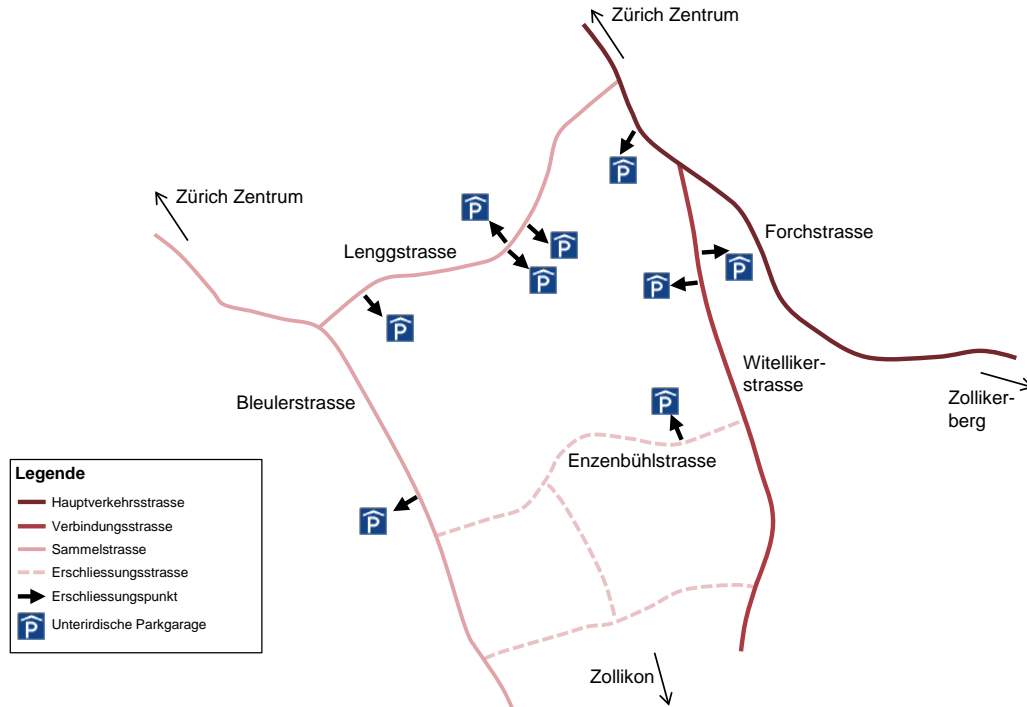 Zürich Zentrum
Zürich Zentrum
P
P
Forchstrasse
Lenggstrasse
P
P
P
P
P
Witelliker-
strasse
Zolliker-
berg
Bleulerstrasse
P
Enzenbühlstrasse
P
Legende
Hauptverkehrsstrasse
Verbindungsstrasse
Sammelstrasse
Erschliessungsstrasse
Erschliessungspunkt
P Unterirdische Parkgarage
Zollikon